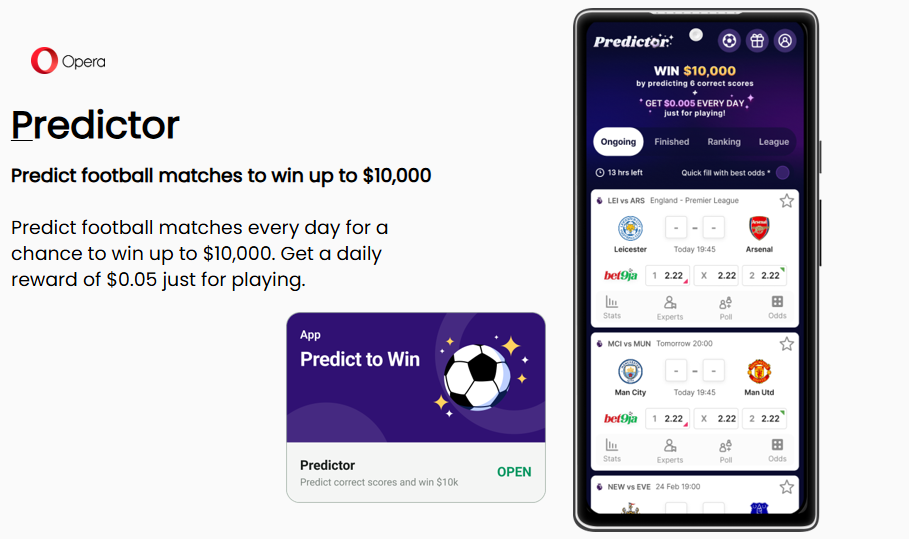 Opera
Predictor
Predict football matches to win up to $10,000
Predict football matches every day for a
chance to win up to $10,000. Get a daily
reward of $0.05 just for playing.
App
Predict to Win
Predictor
Predict correct scores and win $10k
OPEN
Predictor
WIN $10,000
by predicting 6 correct scores
+
GET $0.005 EVERY DAY
just for playing!
Ongoing Finished Ranking League
13 hrs left Quick fill with best odds *
LEI vs ARS England - Premier League
- - -
Leicester Today 19:45 Arsenal
bet9ja 1 2.22 X 2.22 2 2.22
Stats Experts Poll Odds
MCI vs MUN Tomorrow 20:00
- - -
Man City Today 19:45 Man Utd
bet9ja 1 2.22 X 2.22 2 2.22
Stats Experts Poll Odds
NEW vs EVE 24 Feb 19:00